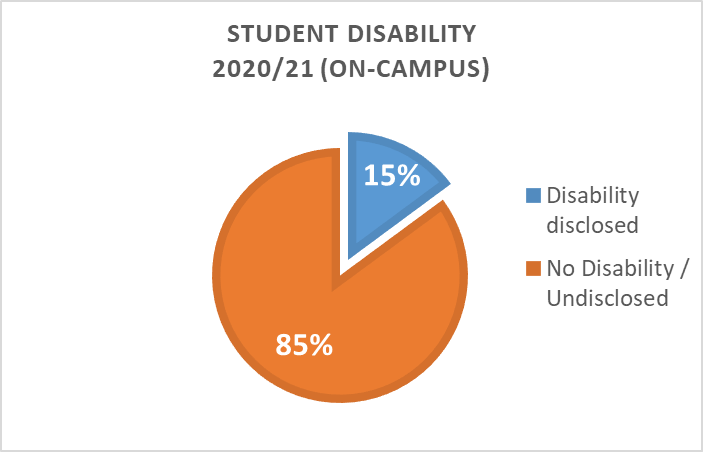 STUDENT DISABILITY
2020/21 (ON-CAMPUS)
15%
85%
Disability
disclosed
No Disability /
Undisclosed